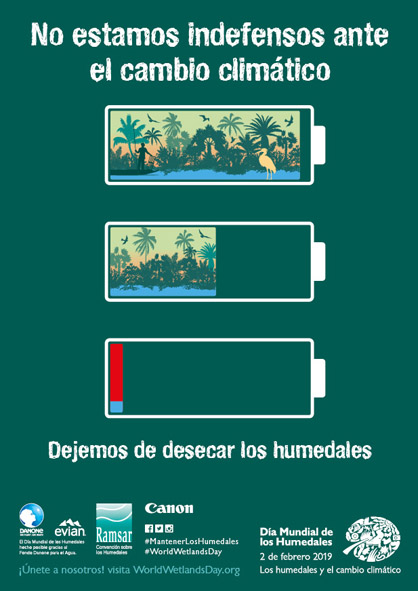 No estamos indefensos ante
el cambio climático
Dejemos de desecar los humedales
DANONE
evian
El Día Mundial de los Humedales
hecho posible gracias al
Fondo Danone para el Agua.
Ramsar
Convención sobre
los Humedales
Canon
#MantenerLosHumedales
#WorldWetlandsDay
Día Mundial de
los Humedales
2 de febrero 2019
Los humedales y el cambio climático
¡Únete a nosotros! visita WorldWetlandsDay.org